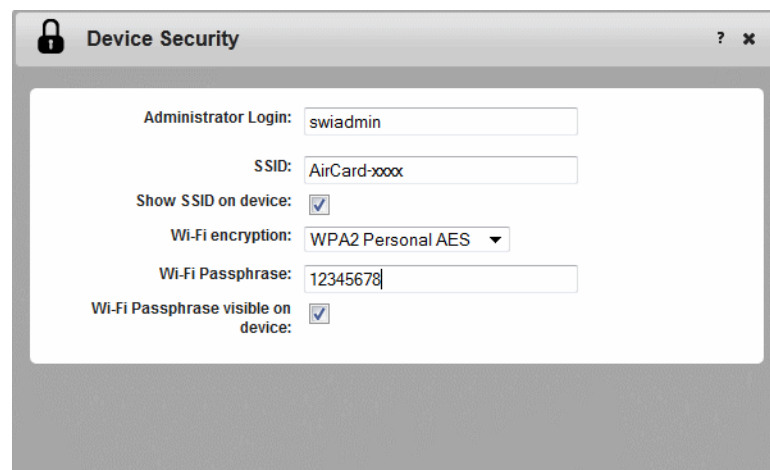 Device Security
?
Administrator Login: swiadmin
SSID: AirCard-xxxx
Show SSID on device:
Wi-Fi encryption: WPA2 Personal AES
Wi-Fi Passphrase: 12345678
Wi-Fi Passphrase visible on
device: